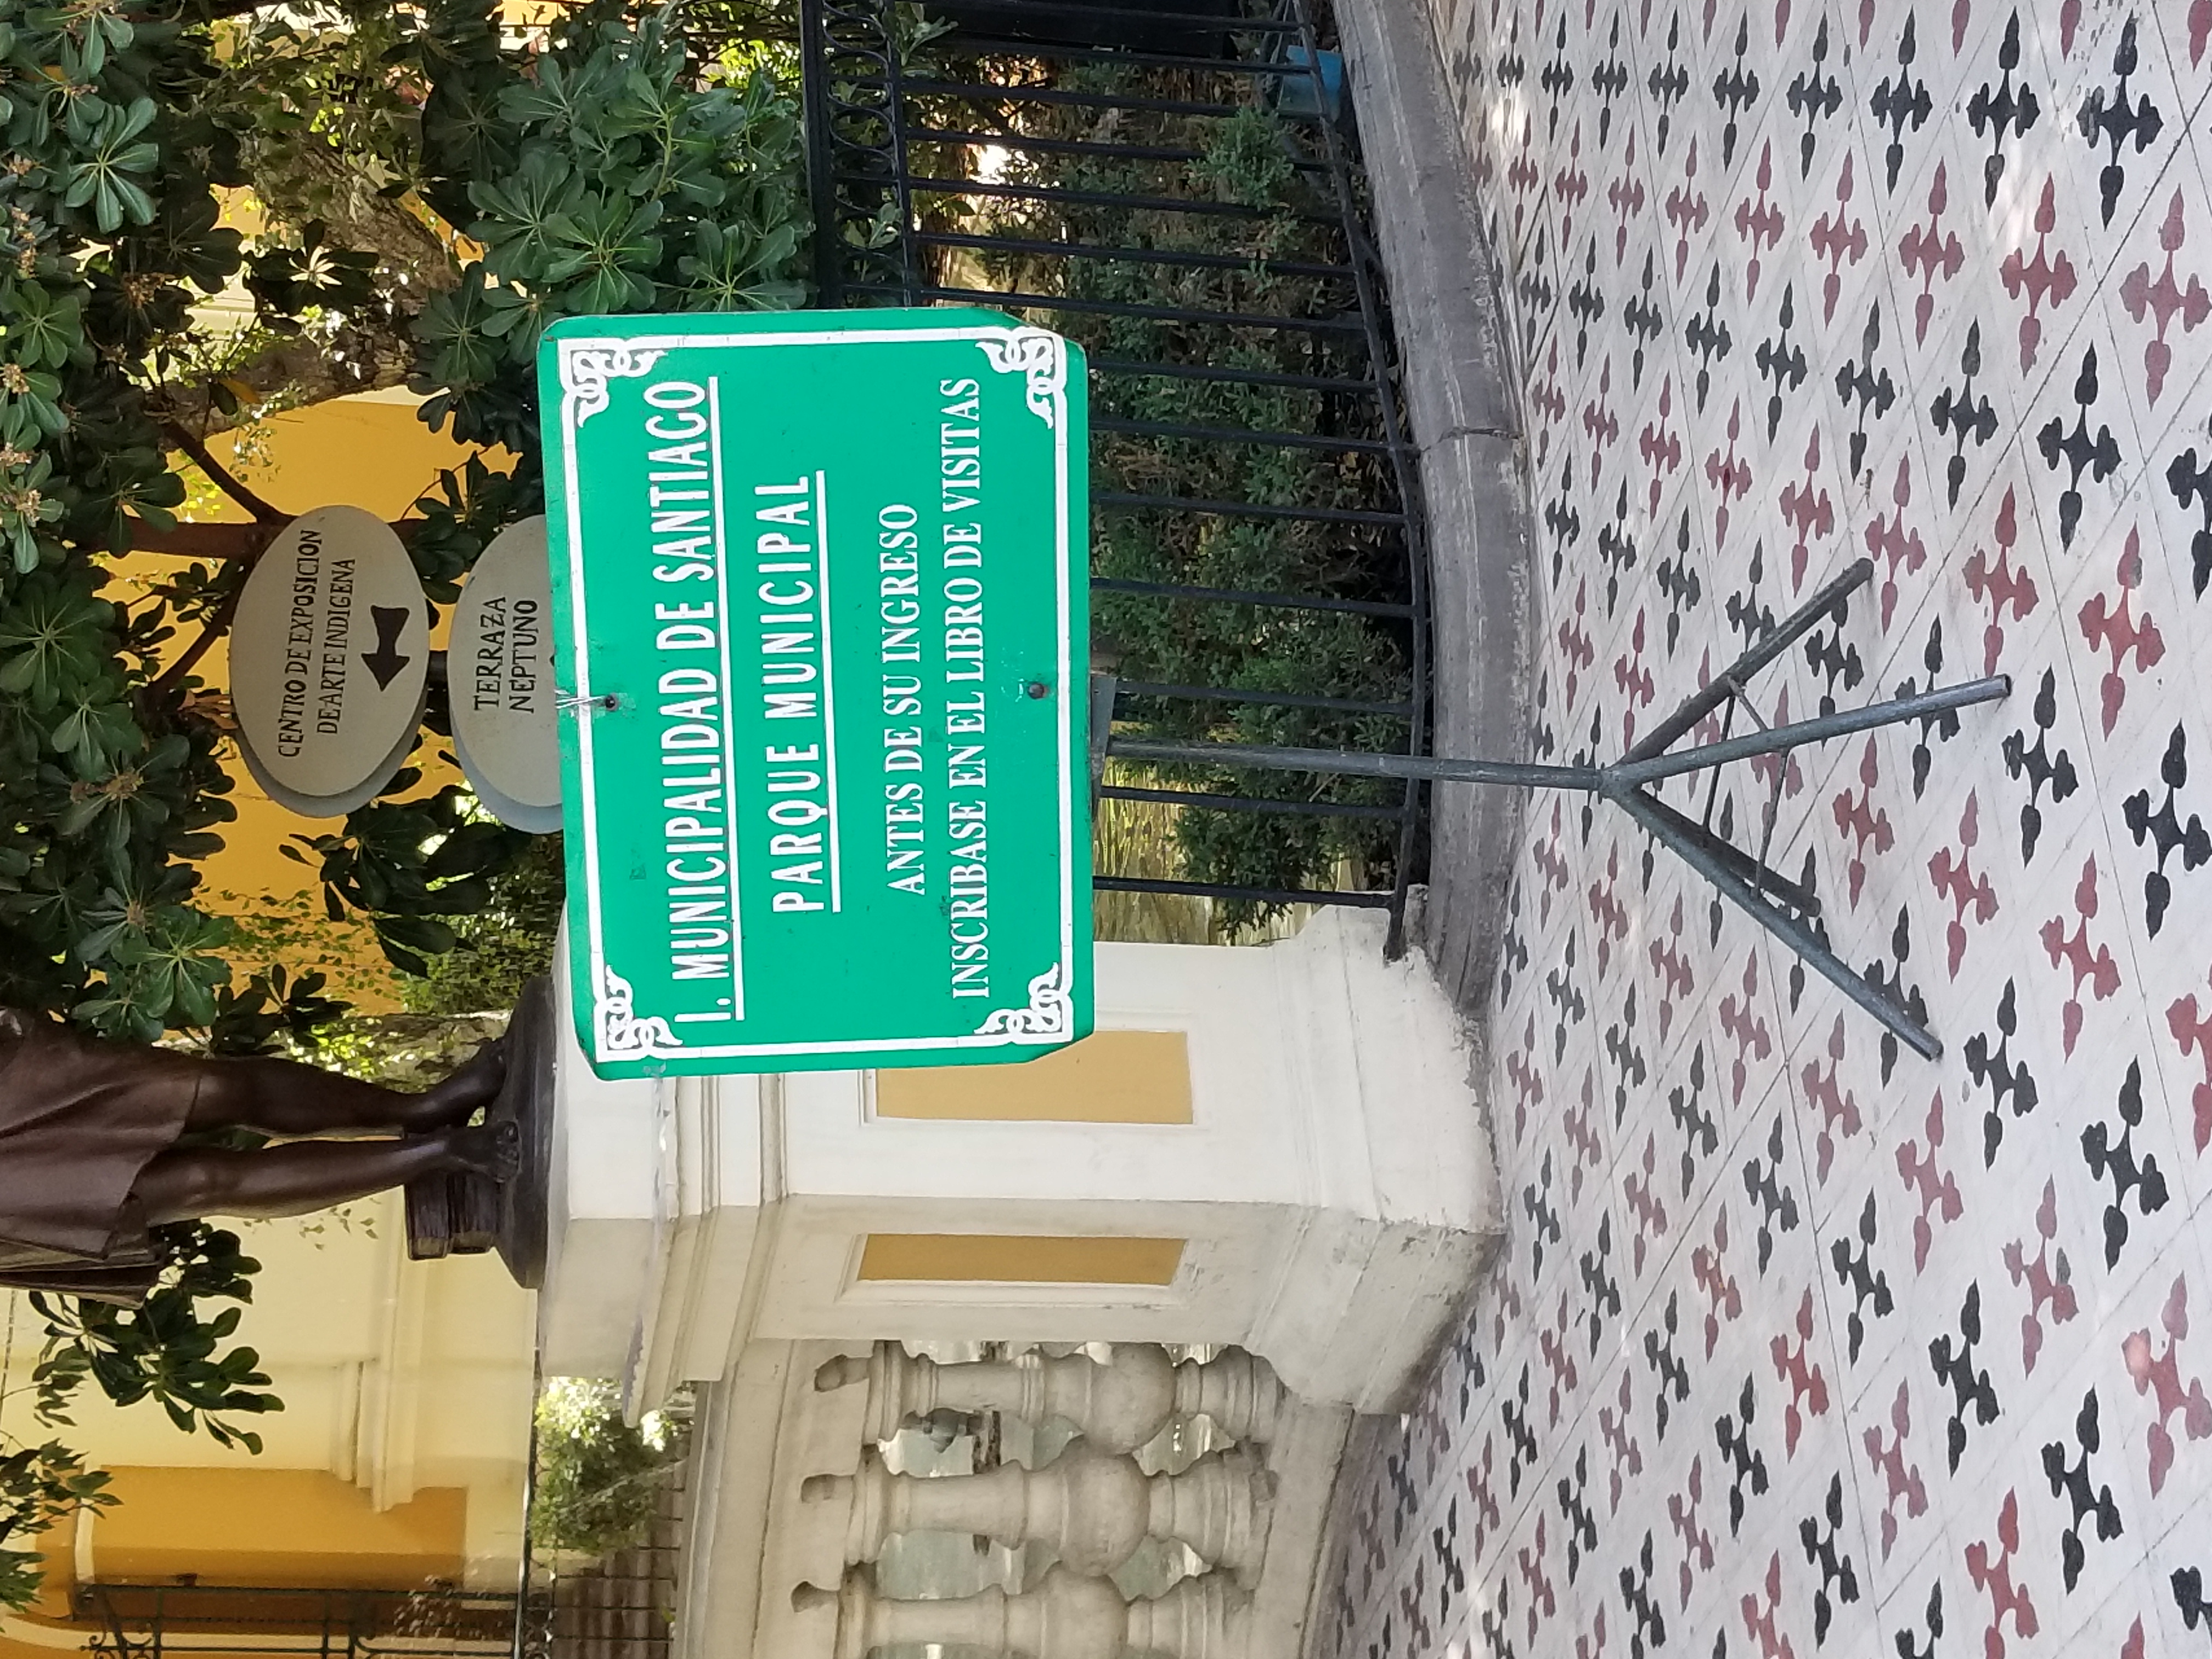 CENTRO DE EXPOSICION
DE ARTE INDIGENA
TERRAZA
NEPTUNO
I. MUNICIPALIDAD DE SANTIAGO
PARQUE MUNICIPAL
ANTES DE SU INGRESO
INSCRIBASE EN EL LIBRO DE VISITAS